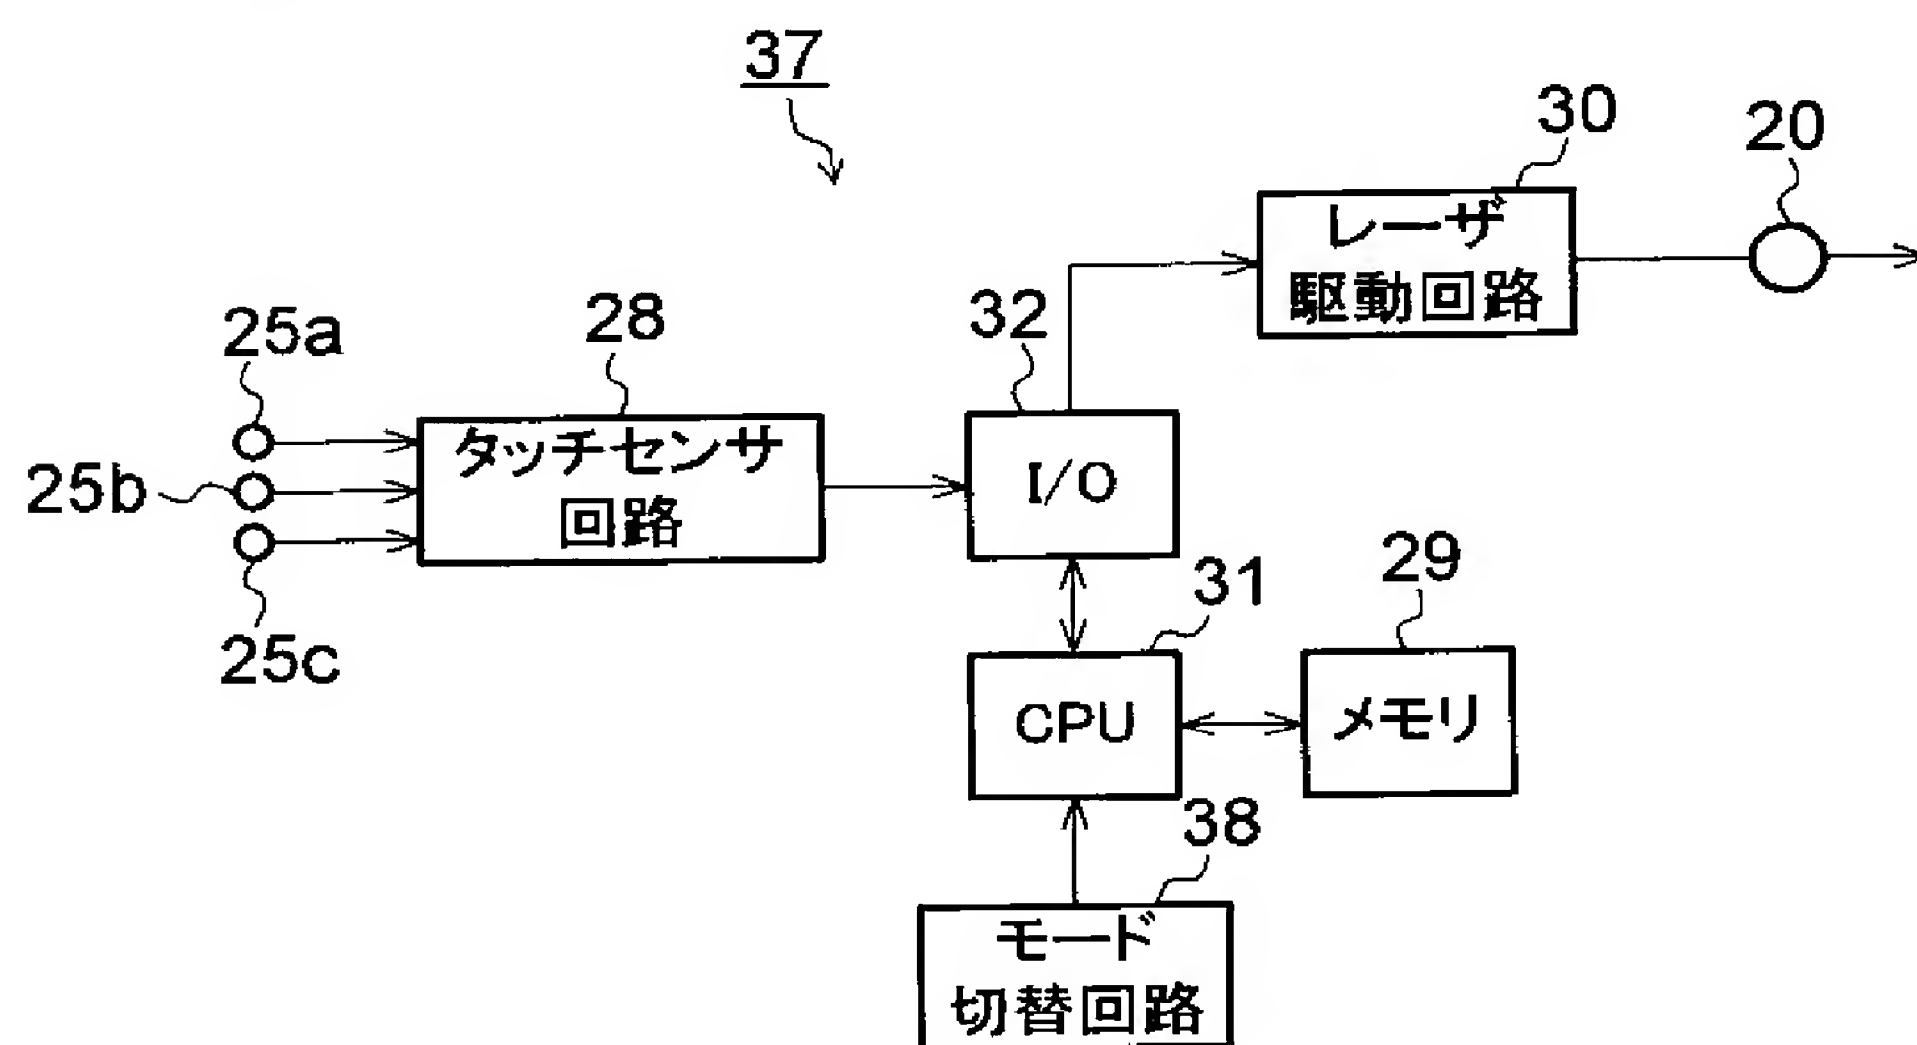 37
30
20
レーザ
駆動回路
25a
28
32
25b
タッチセンサ
回路
I/O
25c
31
29
CPU
メモリ
38
モード
切替回路